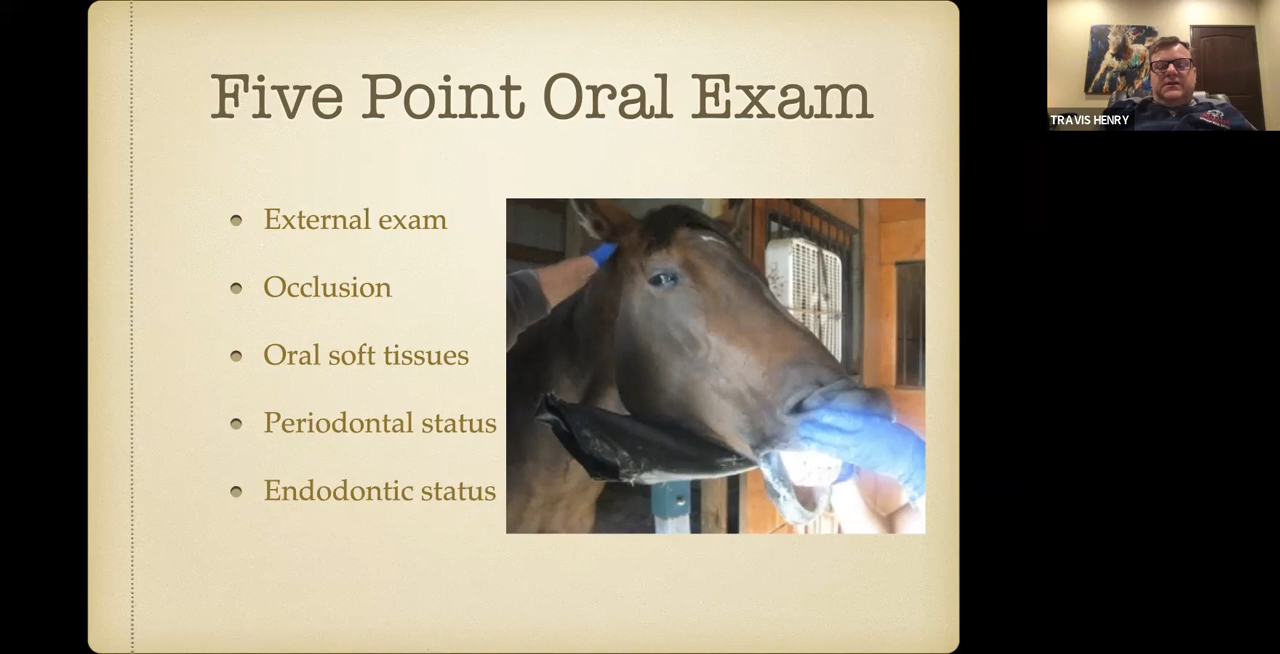 Five Point Oral Exam
External exam
Occlusion
Oral soft tissues
Periodontal status
Endodontic status
TRAVIS HENRY